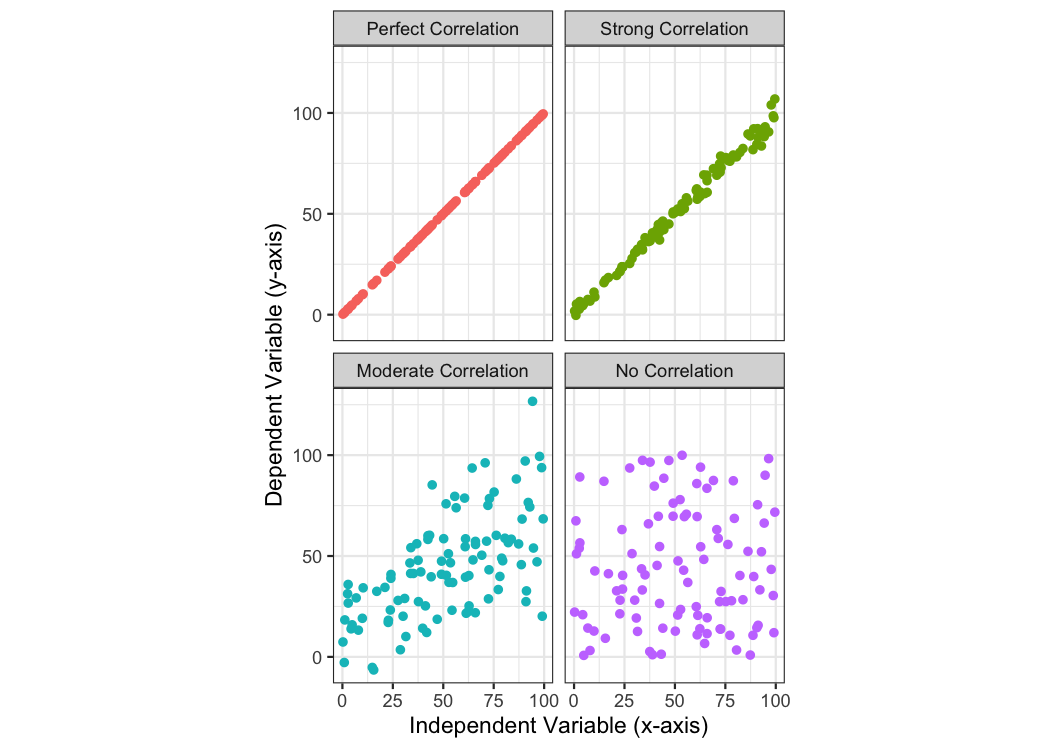 Perfect Correlation
Strong Correlation
100
50
0
Moderate Correlation
No Correlation
100
50
0
0 25 50 75 100
0 25 50 75 100
Dependent Variable (y-axis)
Independent Variable (x-axis)